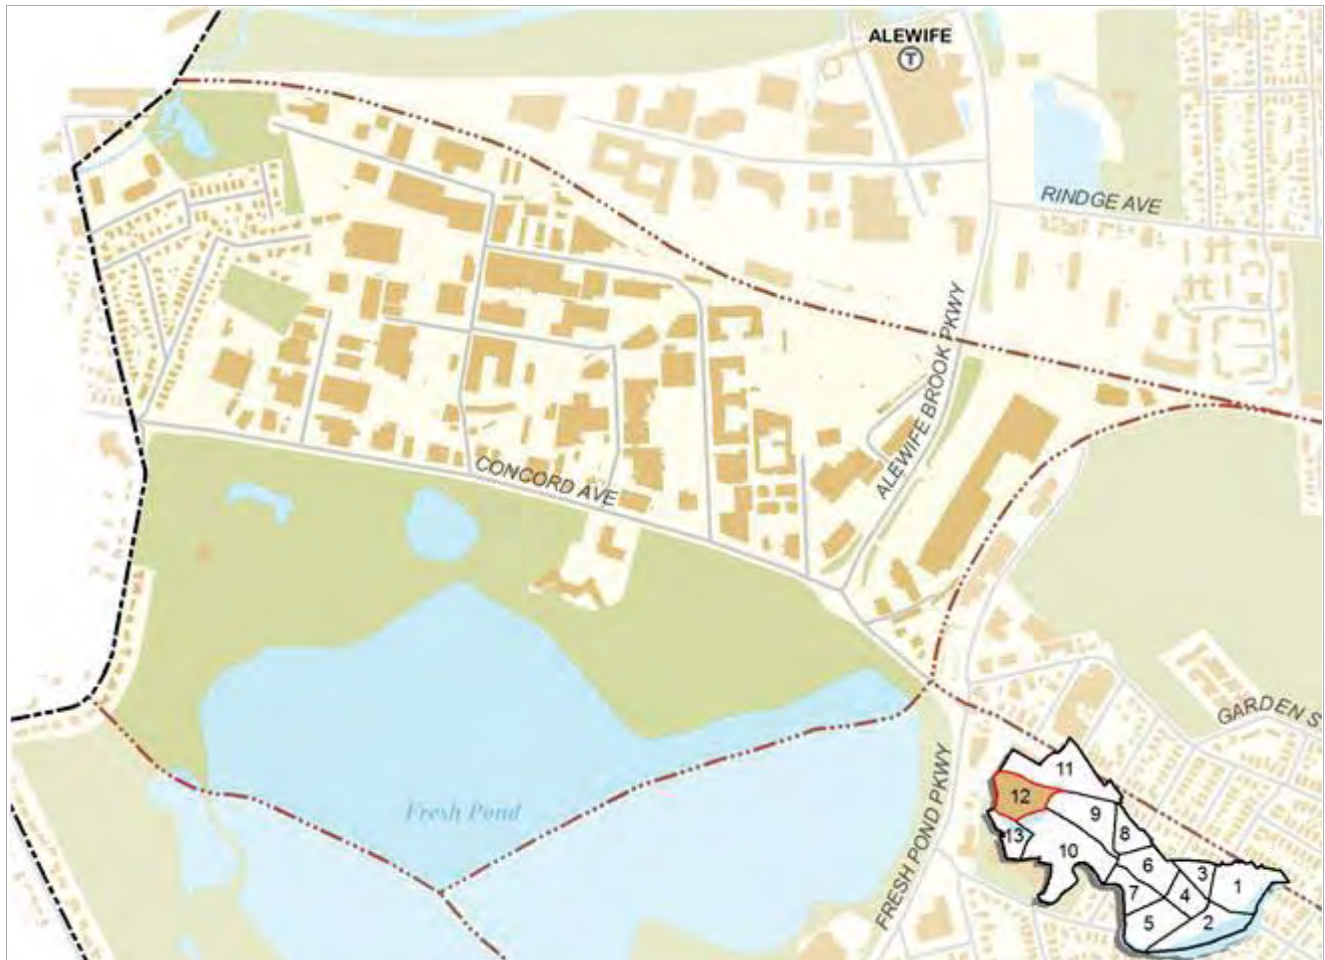 ALEWIFE
T
RINDGE AVE
ALEWIFE BROOK PKWY
CONCORD AVE
GARDEN S
Fresh Pond
FRESH POND PKWY
11
12
9
8
13
10
6
3
1
7
4
5
2